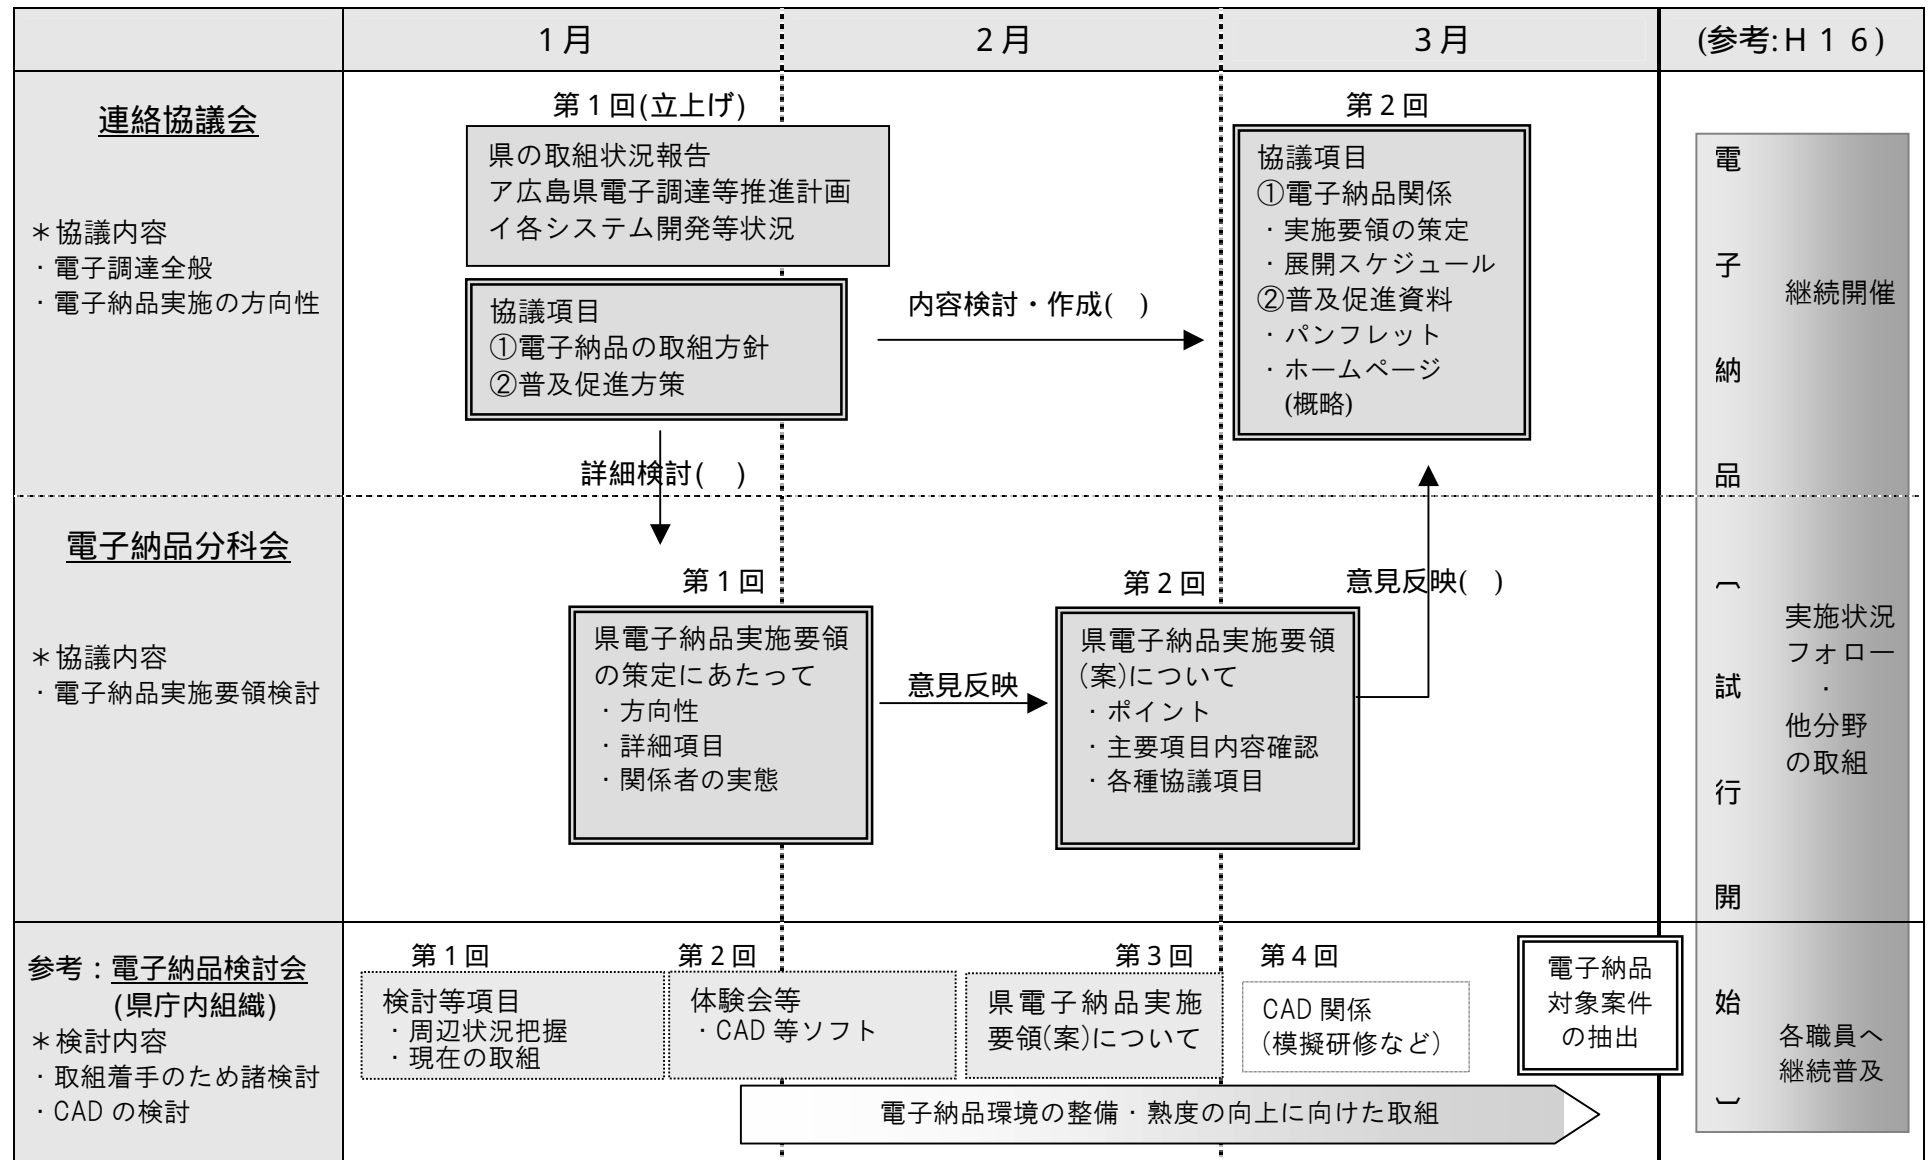 1月
2月
3月
(参考:H16)
連絡協議会
＊協議内容
・電子調達全般
・電子納品実施の方向性
第1回(立上げ)
県の取組状況報告
ア広島県電子調達等推進計画
イ各システム開発等状況
協議項目
①電子納品の取組方針
②普及促進方策
内容検討・作成(　)
第2回
協議項目
①電子納品関係
・実施要領の策定
・展開スケジュール
②普及促進資料
・パンフレット
・ホームページ
(概略)
詳細検討(　)
電子納品分科会
＊協議内容
・電子納品実施要領検討
第1回
県電子納品実施要領
の策定にあたって
・方向性
・詳細項目
・関係者の実態
意見反映
第2回
県電子納品実施要領
(案)について
・ポイント
・主要項目内容確認
・各種協議項目
意見反映(　)
参考：電子納品検討会
(県庁内組織)
＊検討内容
・取組着手のため諸検討
・CADの検討
第1回
検討等項目
・周辺状況把握
・現在の取組
第2回
体験会等
・CAD等ソフト
第3回
県電子納品実施
要領(案)について
第4回
CAD関係
(模擬研修など)
電子納品
対象案件
の抽出
電子納品環境の整備・熟度の向上に向けた取組
電子納品〔試行開始〕
継続開催
実施状況
フォロー
・
他分野
の取組
各職員へ
継続普及